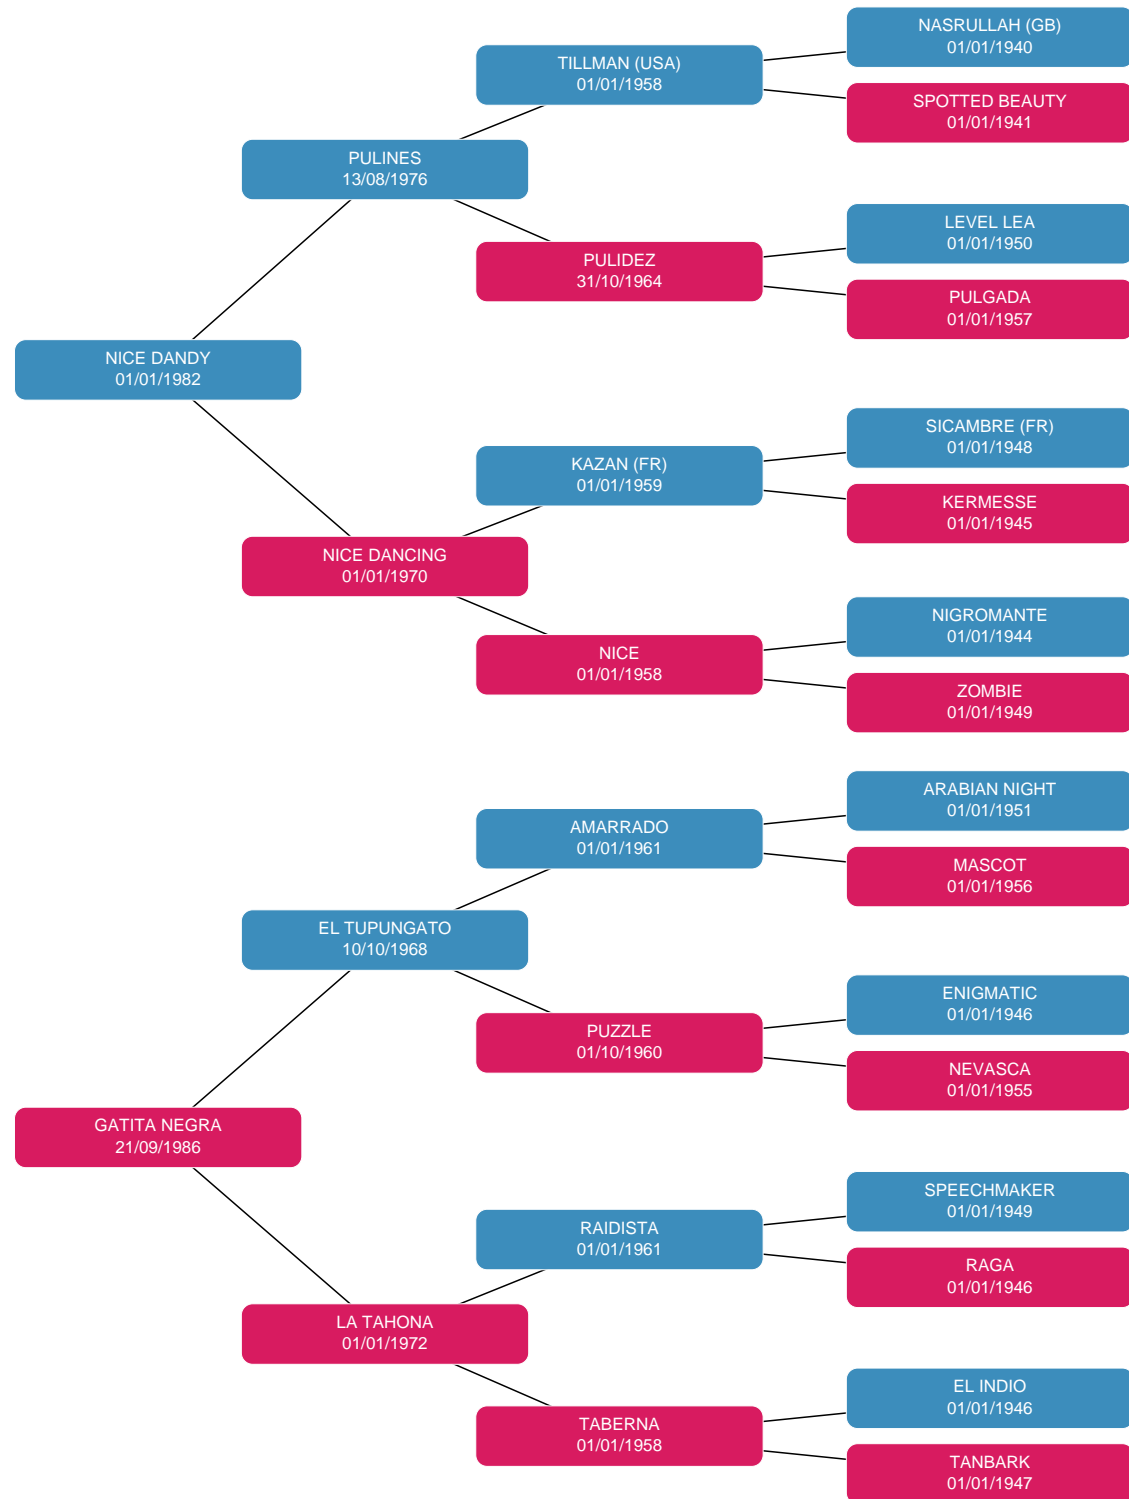 NASRULLAH (GB)
01/01/1940
TILLMAN (USA)
01/01/1958
SPOTTED BEAUTY
01/01/1941
PULINES
13/08/1976
LEVEL LEA
01/01/1950
PULIDEZ
31/10/1964
PULGADA
01/01/1957
NICE DANDY
01/01/1982
SICAMBRE (FR)
01/01/1948
KAZAN (FR)
01/01/1959
KERMESSE
01/01/1945
NICE DANCING
01/01/1970
NIGROMANTE
01/01/1944
NICE
01/01/1958
ZOMBIE
01/01/1949
ARABIAN NIGHT
01/01/1951
AMARRADO
01/01/1961
MASCOT
01/01/1956
EL TUPUNGATO
10/10/1968
ENIGMATIC
01/01/1946
PUZZLE
01/10/1960
NEVASCA
01/01/1955
GATITA NEGRA
21/09/1986
SPEECHMAKER
01/01/1949
RAIDISTA
01/01/1961
RAGA
01/01/1946
LA TAHONA
01/01/1972
EL INDIO
01/01/1946
TABERNA
01/01/1958
TANBARK
01/01/1947